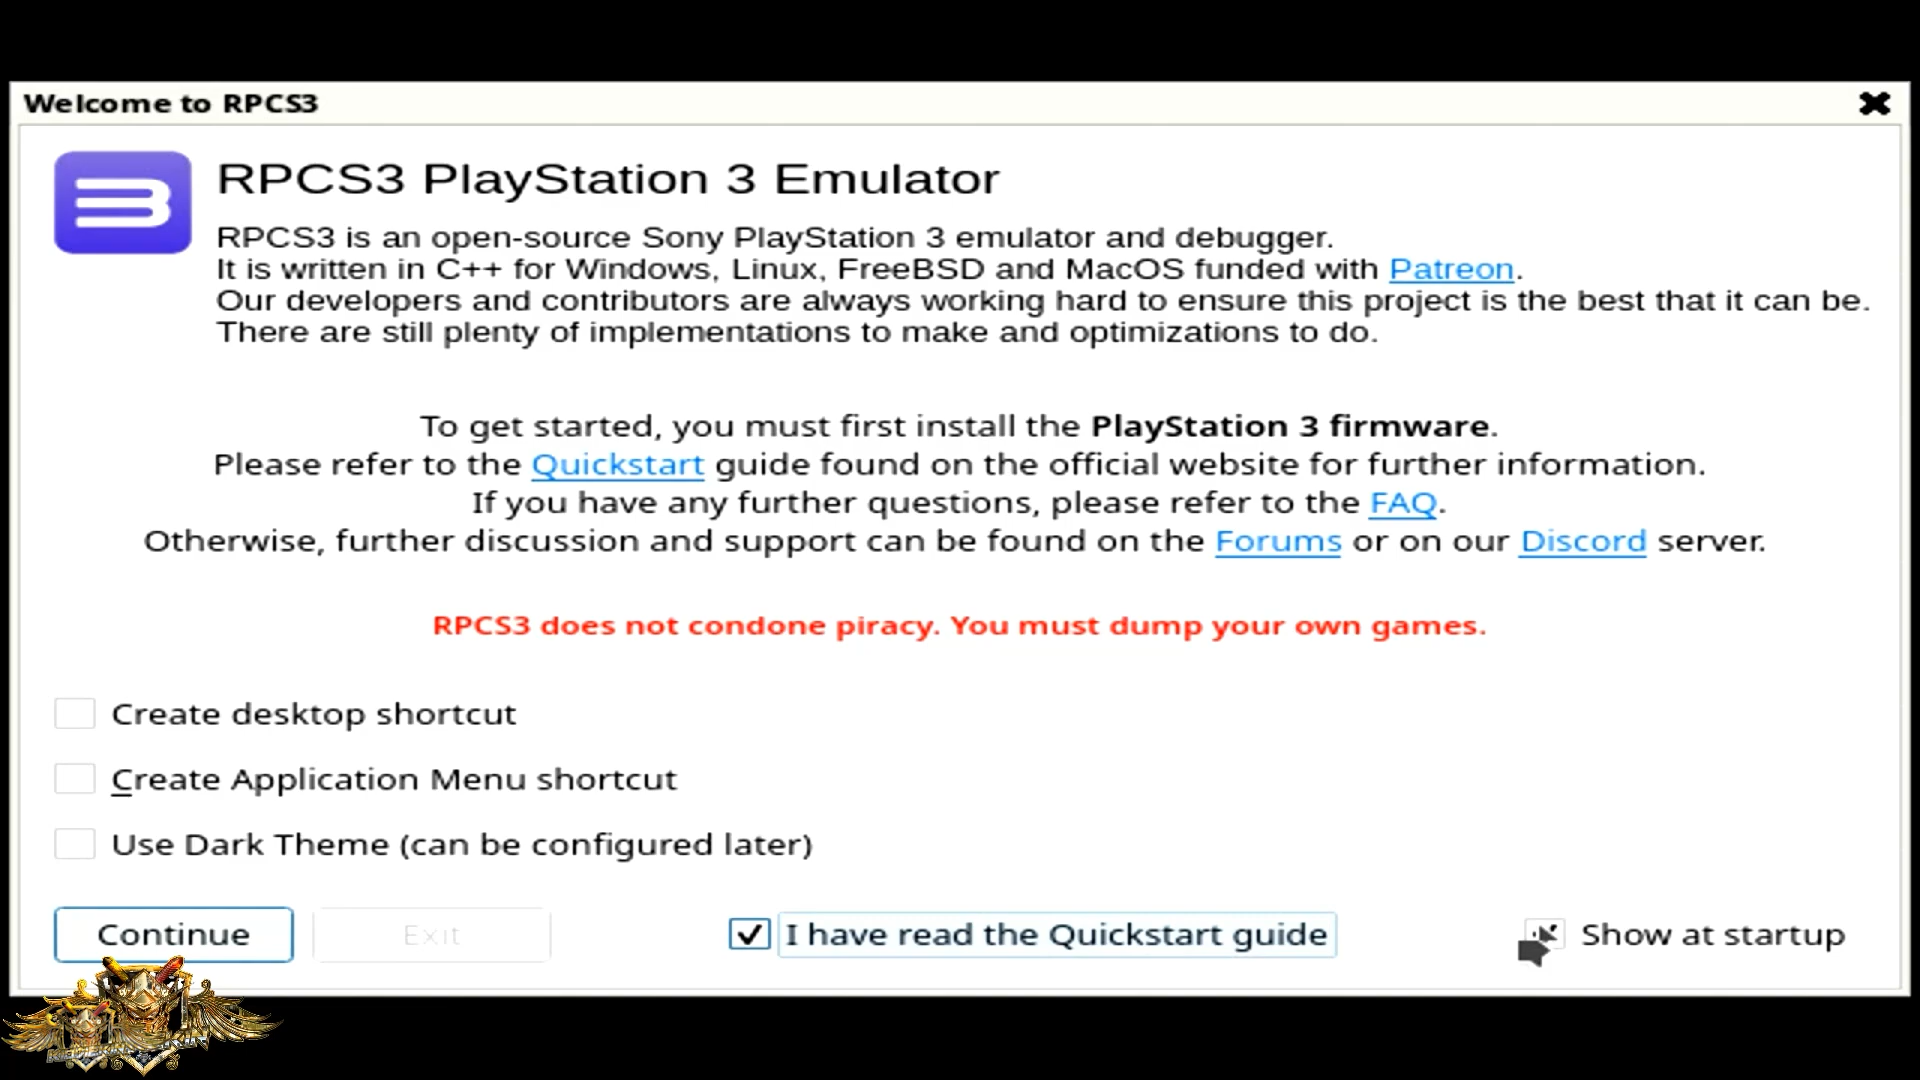 Welcome to RPCS3
RPCS3 PlayStation 3 Emulator
RPCS3 is an open-source Sony PlayStation 3 emulator and debugger.
It is written in C++ for Windows, Linux, FreeBSD and MacOS funded with Patreon.
Our developers and contributors are always working hard to ensure this project is the best that it can be.
There are still plenty of implementations to make and optimizations to do.
To get started, you must first install the PlayStation 3 firmware.
Please refer to the Quickstart guide found on the official website for further information.
If you have any further questions, please refer to the FAQ.
Otherwise, further discussion and support can be found on the Forums or on our Discord server.
RPCS3 does not condone piracy. You must dump your own games.
Create desktop shortcut
Create Application Menu shortcut
Use Dark Theme (can be configured later)
Continue Exit I have read the Quickstart guide Show at startup